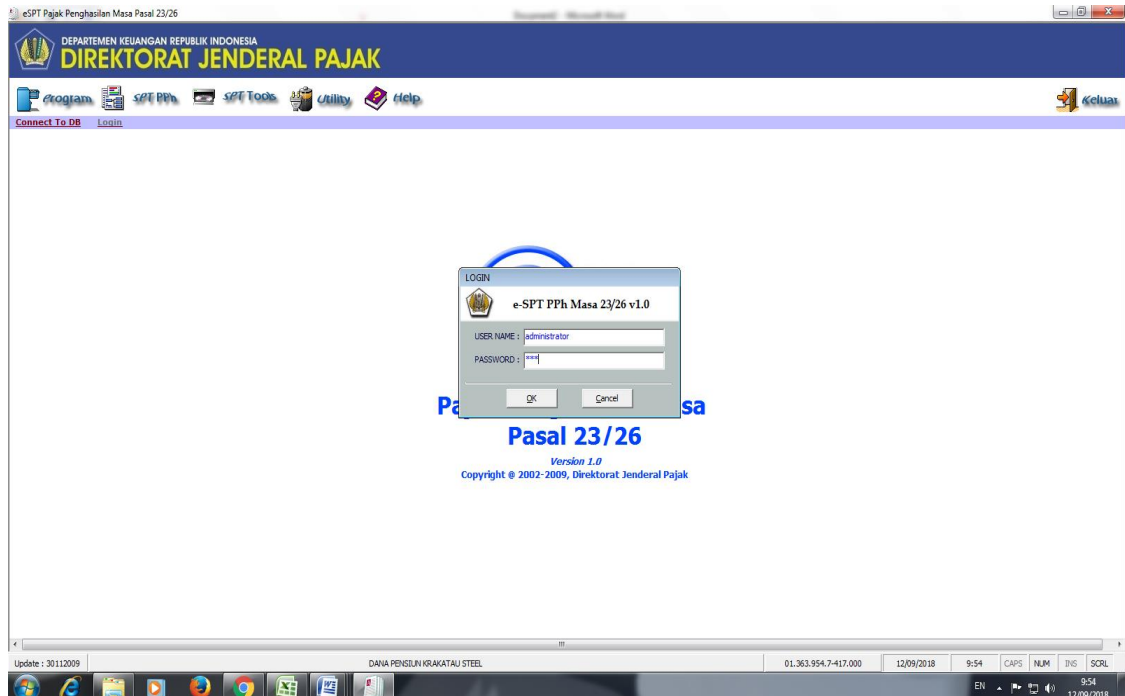 eSPT Pajak Penghasilan Masa Pasal 23/26
DEPARTEMEN KEUANGAN REPUBLIK INDONESIA
DIREKTORAT JENDERAL PAJAK
Program SPT PPh SPT Tools Utility Help Keluar
Connect To DB Login
LOGIN
e-SPT PPh Masa 23/26 v1.0
USER NAME : administrator
PASSWORD : ***
OK Cancel
Pasal 23/26
Version 1.0
Copyright @ 2002-2009, Direktorat Jenderal Pajak
Update : 30112009 DANA PENSIUN KRAKATAU STEEL 01.363.954.7-417.000 12/09/2018 9:54 CAPS NUM INS SCRL
EN 9:54
12/09/2018